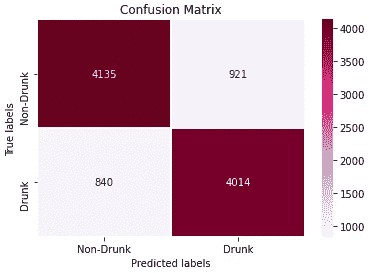 Confusion Matrix
True labels
Non-Drunk
Drunk
4135
921
840
4014
Non-Drunk
Drunk
Predicted labels
4000
3500
3000
2500
2000
1500
1000